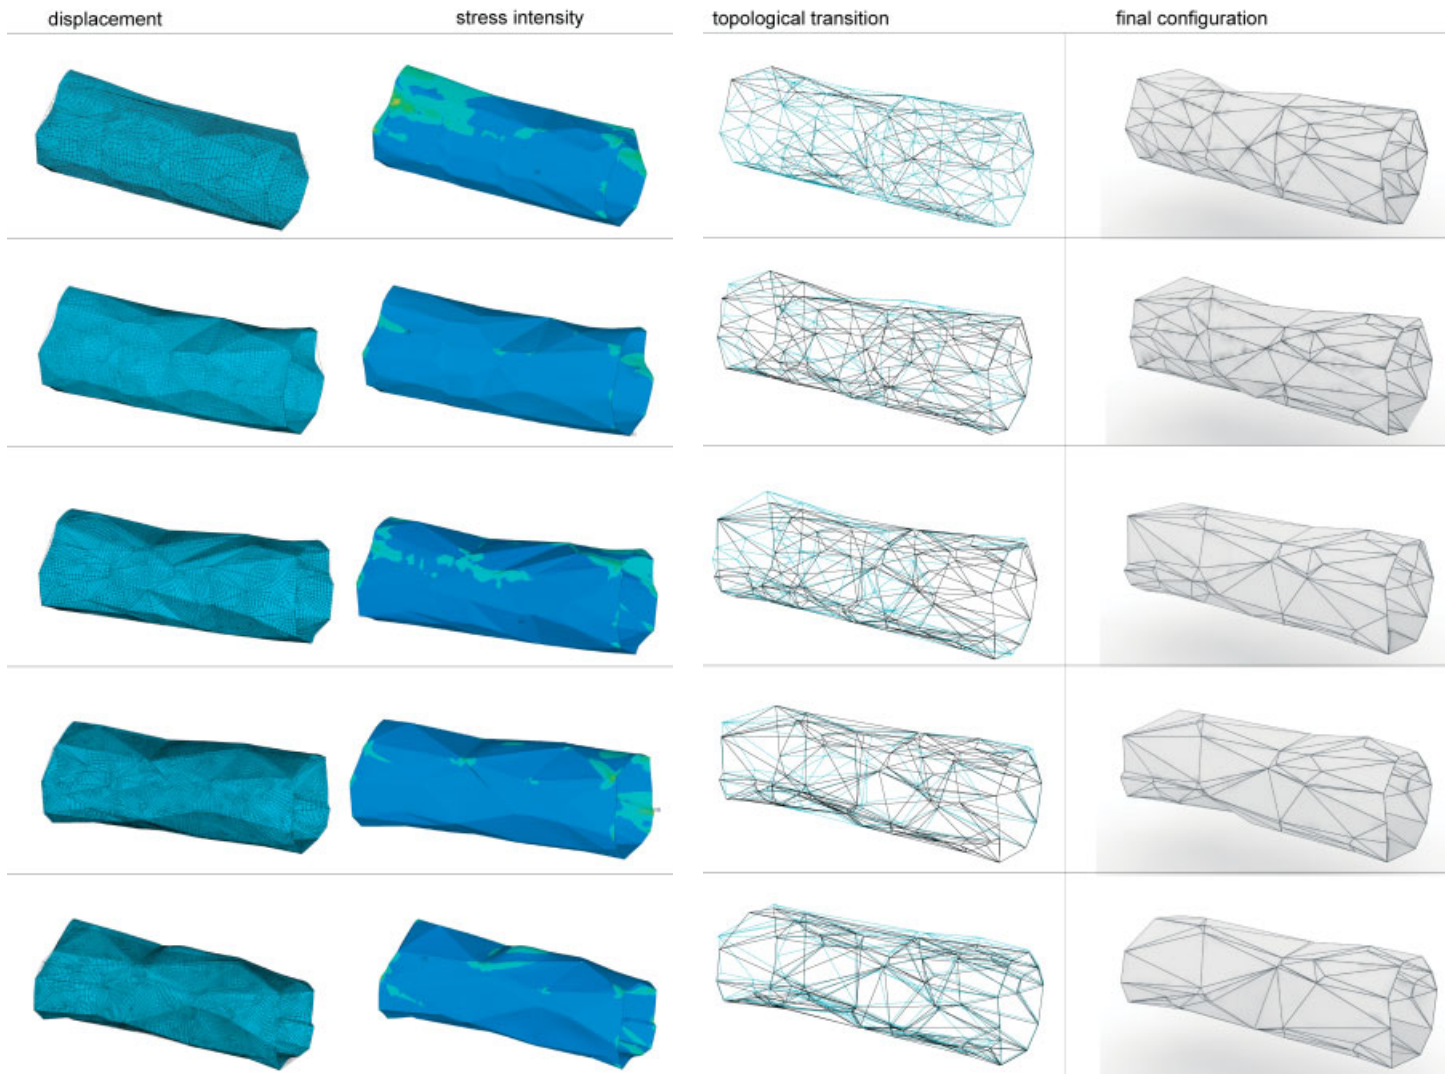 displacement
stress intensity
topological transition
final configuration